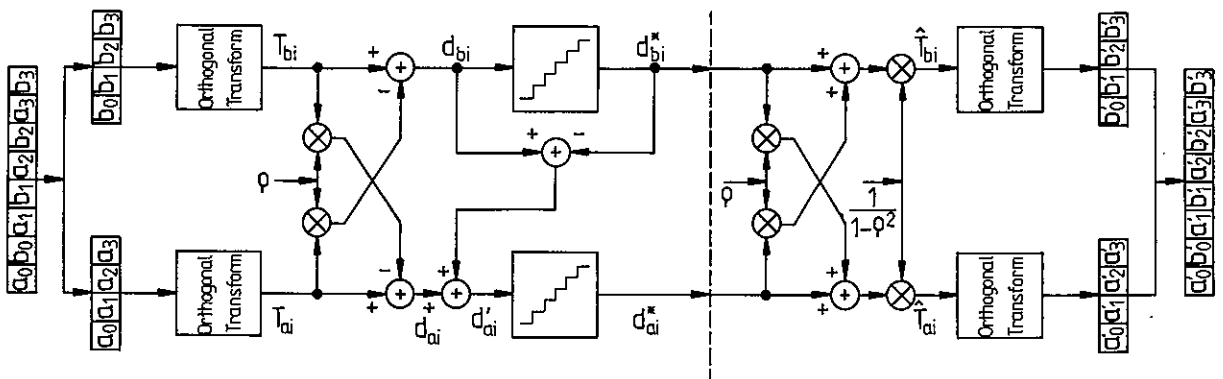 a₀ b₀ a₁ b₁ a₂ b₂ a₃ b₃
b₀ b₁ b₂ b₃
a₀ a₁ a₂ a₃
Orthogonal
Transform
Orthogonal
Transform
T_bi
T_ai
ρ
+
-
-
+
d_bi
d_ai
+
+
d'_ai
+
-
d*_bi
d*_ai
ρ
+
+
+
+
1
1-ρ²
T̂_bi
T̂_ai
Orthogonal
Transform
Orthogonal
Transform
b'₀ b'₁ b'₂ b'₃
a'₀ a'₁ a'₂ a'₃
a'₀ b'₀ a'₁ b'₁ a'₂ b'₂ a'₃ b'₃